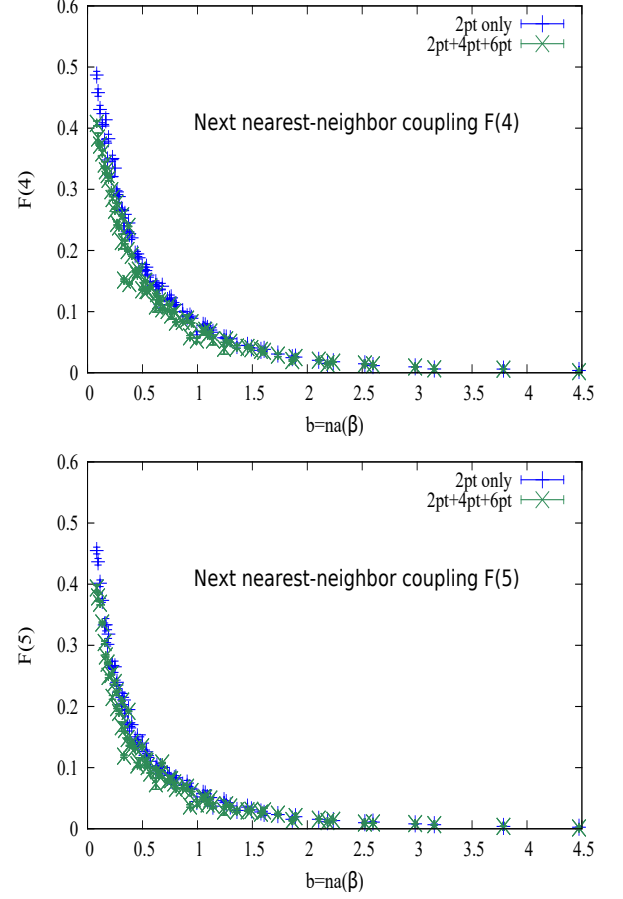 0.6
2pt only
2pt+4pt+6pt
0.5
Next nearest-neighbor coupling F(4)
0.4
F(4)
0.3
0.2
0.1
0
0 0.5 1 1.5 2 2.5 3 3.5 4 4.5
b=na(β)
0.6
2pt only
2pt+4pt+6pt
0.5
Next nearest-neighbor coupling F(5)
0.4
F(5)
0.3
0.2
0.1
0
0 0.5 1 1.5 2 2.5 3 3.5 4 4.5
b=na(β)